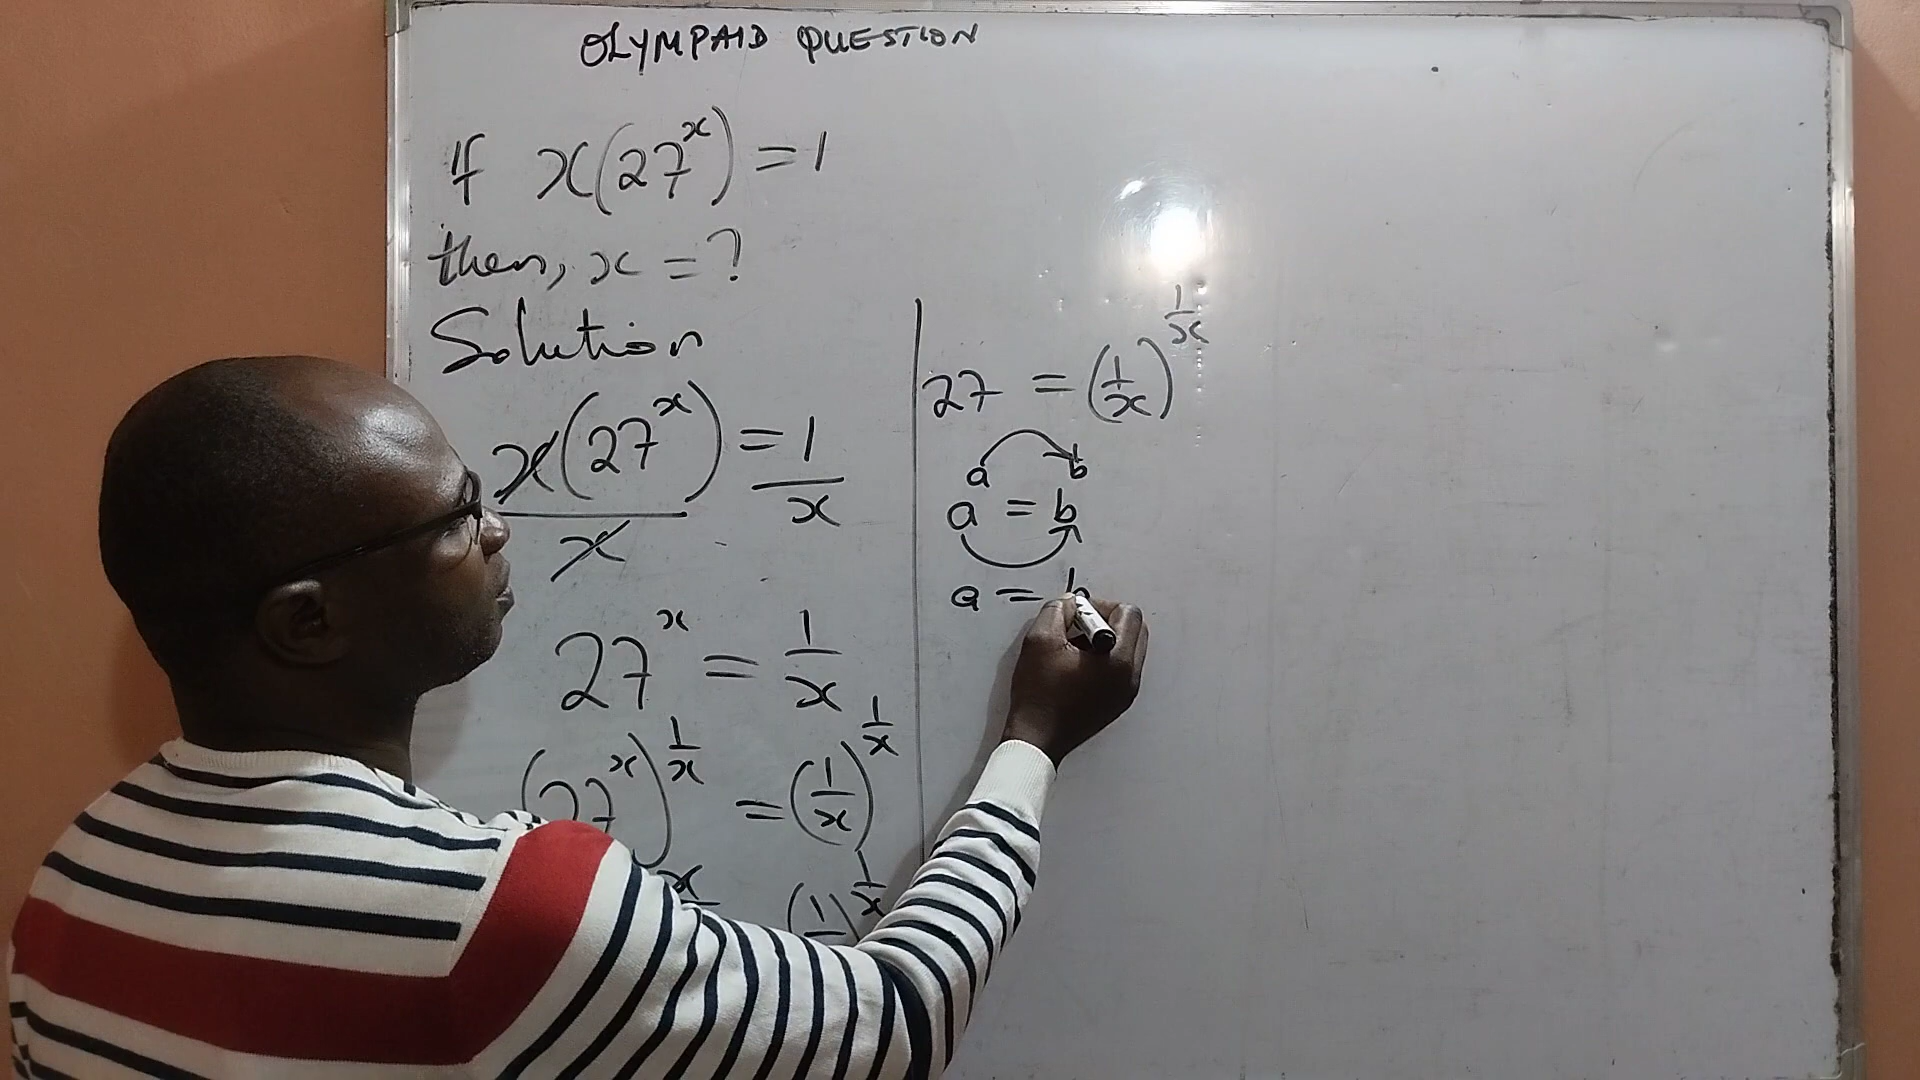 OLYMPAID QUESTION
If x(27^x) = 1
then, x = ?
Solution
x(27^x)/x = 1/x
27^x = 1/x
(27^x)^(1/x) = (1/x)^(1/x)
27 = (1/x)^(1/x)
a^a = b^b
a = b